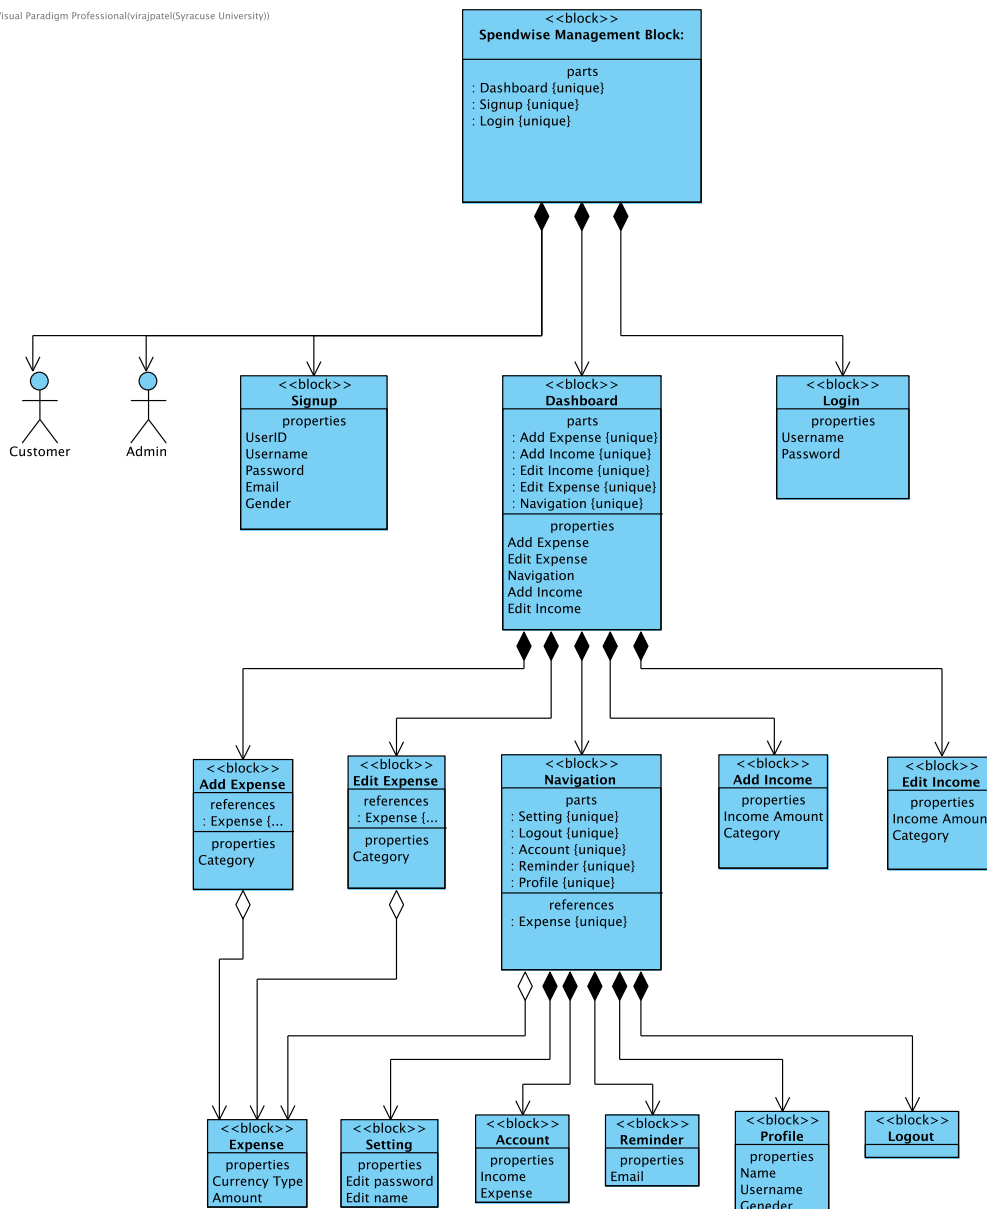 Visual Paradigm Professional(virajpatel(Syracuse University))
<<block>>
Spendwise Management Block:
parts
: Dashboard {unique}
: Signup {unique}
: Login {unique}
Customer
Admin
<<block>>
Signup
properties
UserID
Username
Password
Email
Gender
<<block>>
Dashboard
parts
: Add Expense {unique}
: Add Income {unique}
: Edit Income {unique}
: Edit Expense {unique}
: Navigation {unique}
properties
Add Expense
Edit Expense
Navigation
Add Income
Edit Income
<<block>>
Login
properties
Username
Password
<<block>>
Add Expense
references
: Expense {...
properties
Category
<<block>>
Edit Expense
references
: Expense {...
properties
Category
<<block>>
Navigation
parts
: Setting {unique}
: Logout {unique}
: Account {unique}
: Reminder {unique}
: Profile {unique}
references
: Expense {unique}
<<block>>
Add Income
properties
Income Amount
Category
<<block>>
Edit Income
properties
Income Amoun
Category
<<block>>
Expense
properties
Currency Type
Amount
<<block>>
Setting
properties
Edit password
Edit name
<<block>>
Account
properties
Income
Expense
<<block>>
Reminder
properties
Email
<<block>>
Profile
properties
Name
Username
Geneder
<<block>>
Logout